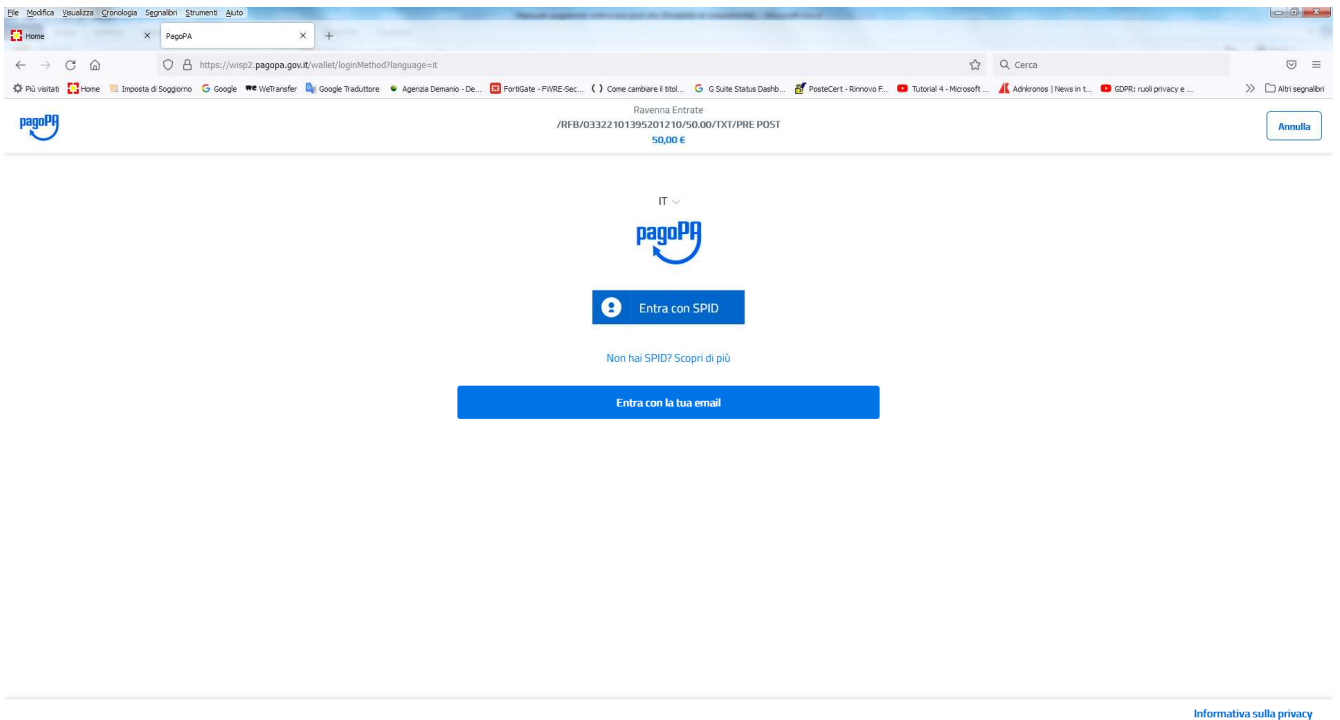 File Modifica Visualizza Cronologia Segnalibri Strumenti Aiuto
Home
PagoPA
https://wisp2.pagopa.gov.it/wallet/loginMethod?language=it
Cerca
Più visitati Home Imposta di Soggiorno Google WeTransfer Google Traduttore Agenzia Demanio - De... FortiGate - FWRE-Sec... Come cambiare il titol... G Suite Status Dashb... PosteCert - Rinnovo F... Tutorial 4 - Microsoft ... Adnkronos | News in t... GDPR: ruoli privacy e ... Altri segnalibri
pagoPA
Ravenna Entrate
/RFB/03322101395201210/50.00/TXT/PRE POST
50,00 €
Annulla
IT
pagoPA
Entra con SPID
Non hai SPID? Scopri di più
Entra con la tua email
Informativa sulla privacy